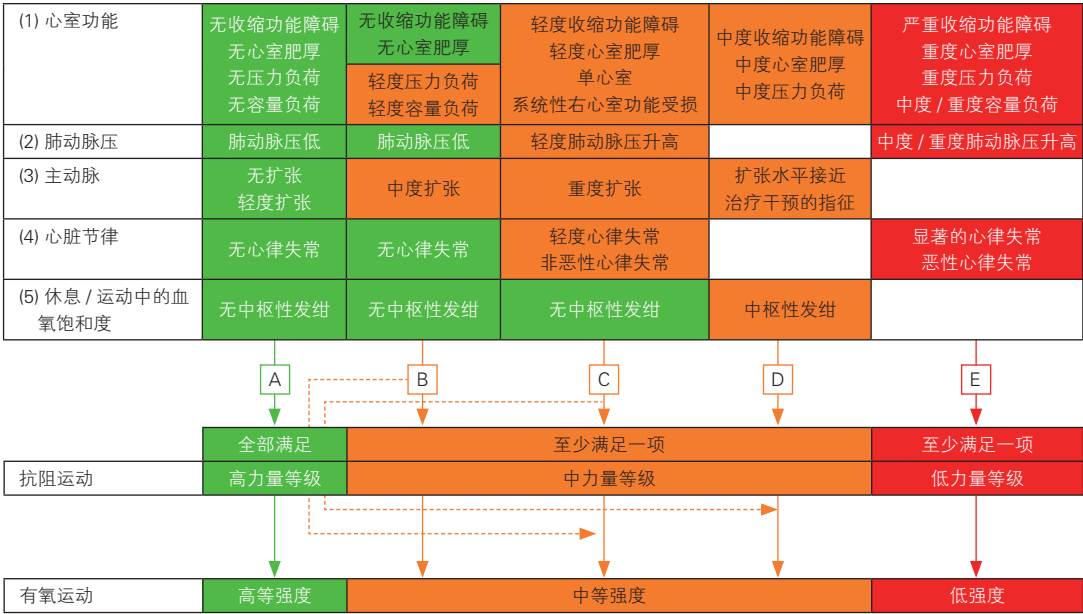 (1) 心室功能
无收缩功能障碍
无心室肥厚
无压力负荷
无容量负荷
无收缩功能障碍
无心室肥厚
轻度压力负荷
轻度容量负荷
轻度收缩功能障碍
轻度心室肥厚
单心室
系统性右心室功能受损
中度收缩功能障碍
中度心室肥厚
中度压力负荷
严重收缩功能障碍
重度心室肥厚
重度压力负荷
中度 / 重度容量负荷
(2) 肺动脉压
肺动脉压低
肺动脉压低
轻度肺动脉压升高
中度 / 重度肺动脉压升高
(3) 主动脉
无扩张
轻度扩张
中度扩张
重度扩张
扩张水平接近
治疗干预的指征
(4) 心脏节律
无心律失常
无心律失常
轻度心律失常
非恶性心律失常
显著的心律失常
恶性心律失常
(5) 休息 / 运动中的血
氧饱和度
无中枢性发绀
无中枢性发绀
无中枢性发绀
中枢性发绀
A
B
C
D
E
全部满足
至少满足一项
至少满足一项
抗阻运动
高力量等级
中力量等级
低力量等级
有氧运动
高等强度
中等强度
低强度